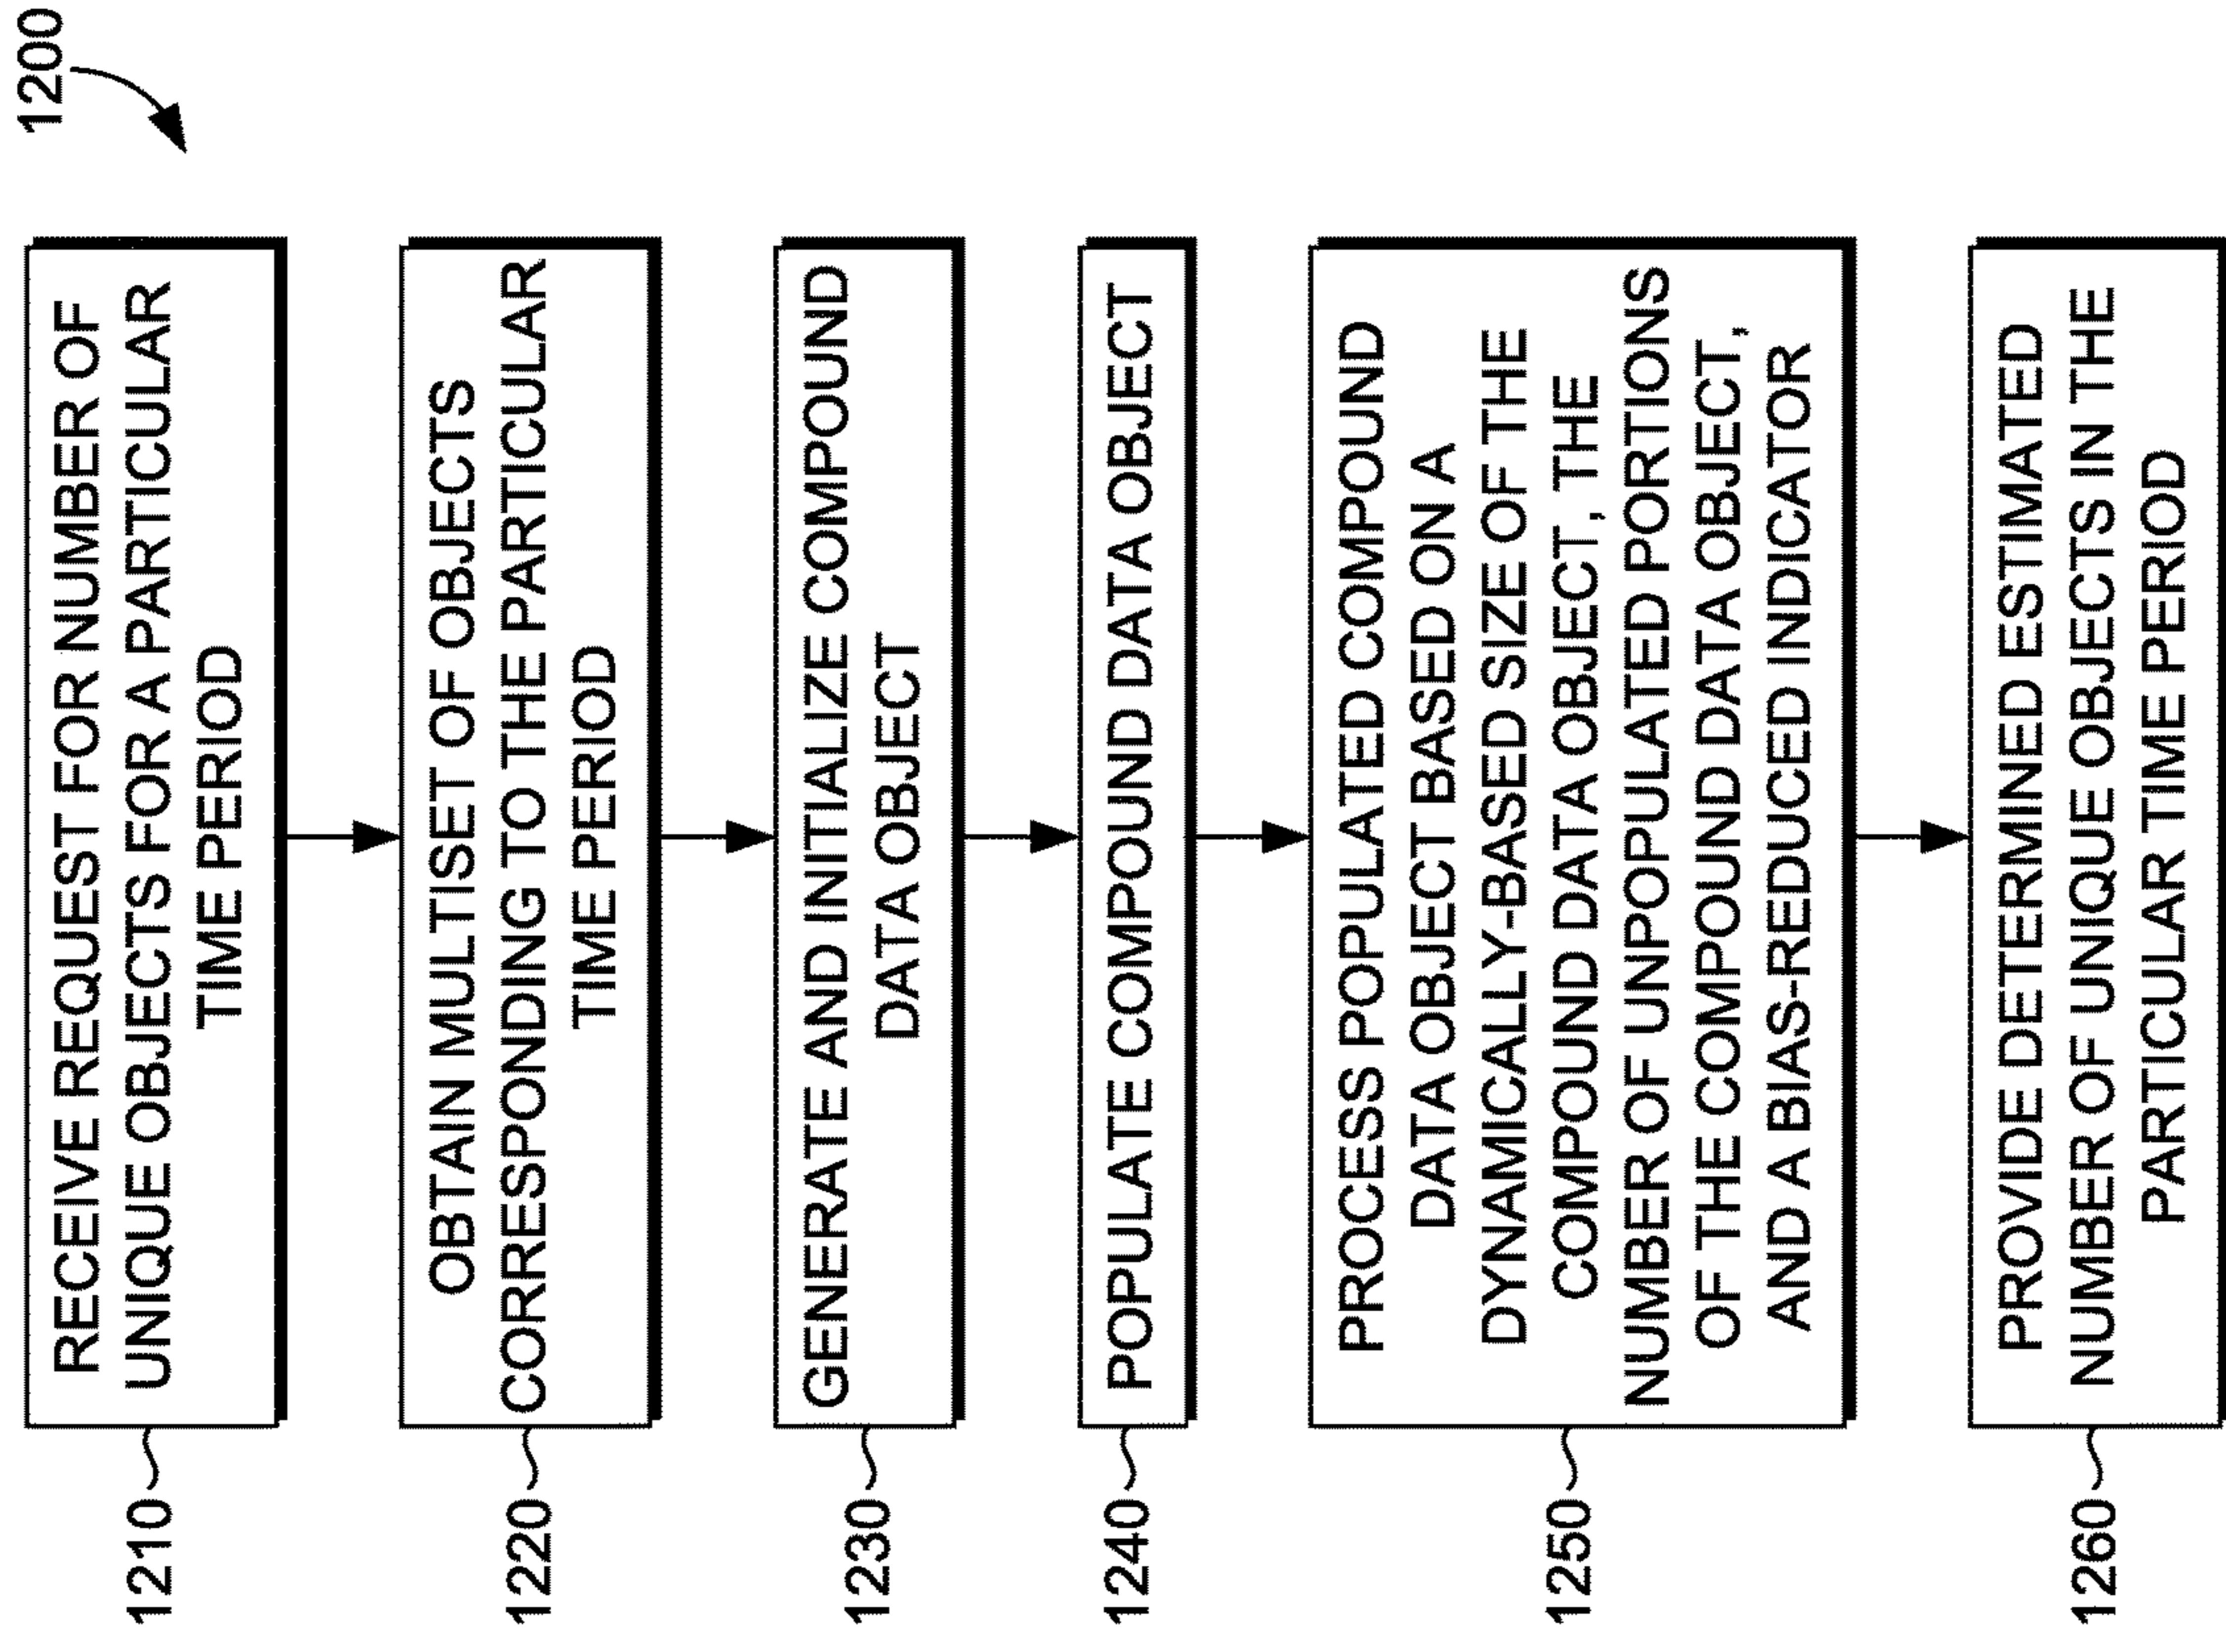 1200
1210
RECEIVE REQUEST FOR NUMBER OF
UNIQUE OBJECTS FOR A PARTICULAR
TIME PERIOD
1220
OBTAIN MULTISET OF OBJECTS
CORRESPONDING TO THE PARTICULAR
TIME PERIOD
1230
GENERATE AND INITIALIZE COMPOUND
DATA OBJECT
1240
POPULATE COMPOUND DATA OBJECT
1250
PROCESS POPULATED COMPOUND
DATA OBJECT BASED ON A
DYNAMICALLY-BASED SIZE OF THE
COMPOUND DATA OBJECT, THE
NUMBER OF UNPOPULATED PORTIONS
OF THE COMPOUND DATA OBJECT,
AND A BIAS-REDUCED INDICATOR
1260
PROVIDE DETERMINED ESTIMATED
NUMBER OF UNIQUE OBJECTS IN THE
PARTICULAR TIME PERIOD